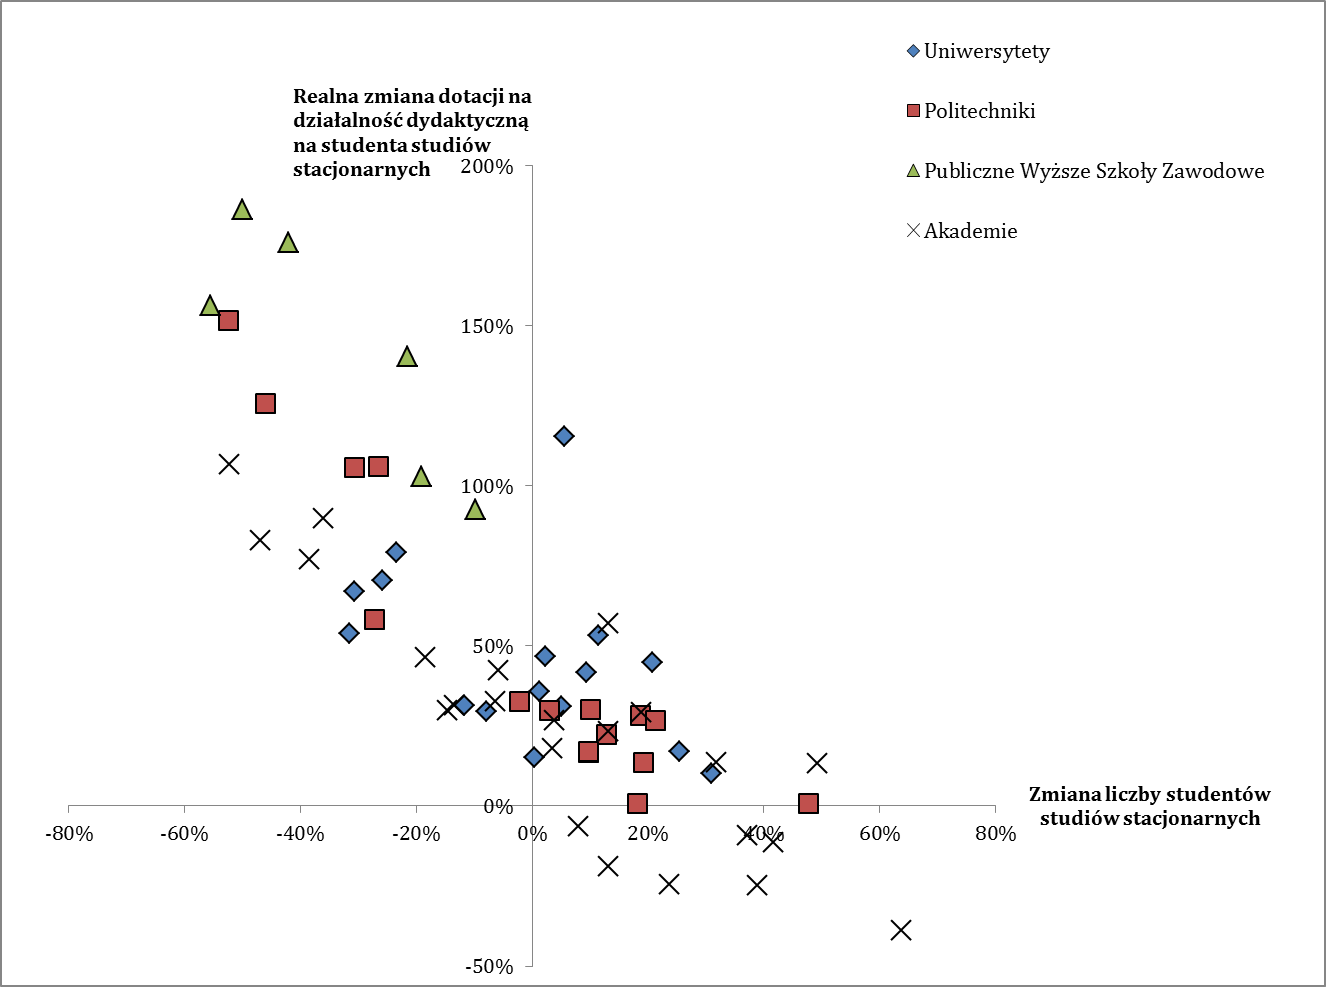 Uniwersytety
Politechniki
Publiczne Wyższe Szkoły Zawodowe
Akademie
Realna zmiana dotacji na
działalność dydaktyczną
na studenta studiów
stacjonarnych
200%
150%
100%
50%
0%
-50%
-80% -60% -40% -20% 0% 20% 40% 60% 80%
Zmiana liczby studentów
studiów stacjonarnych